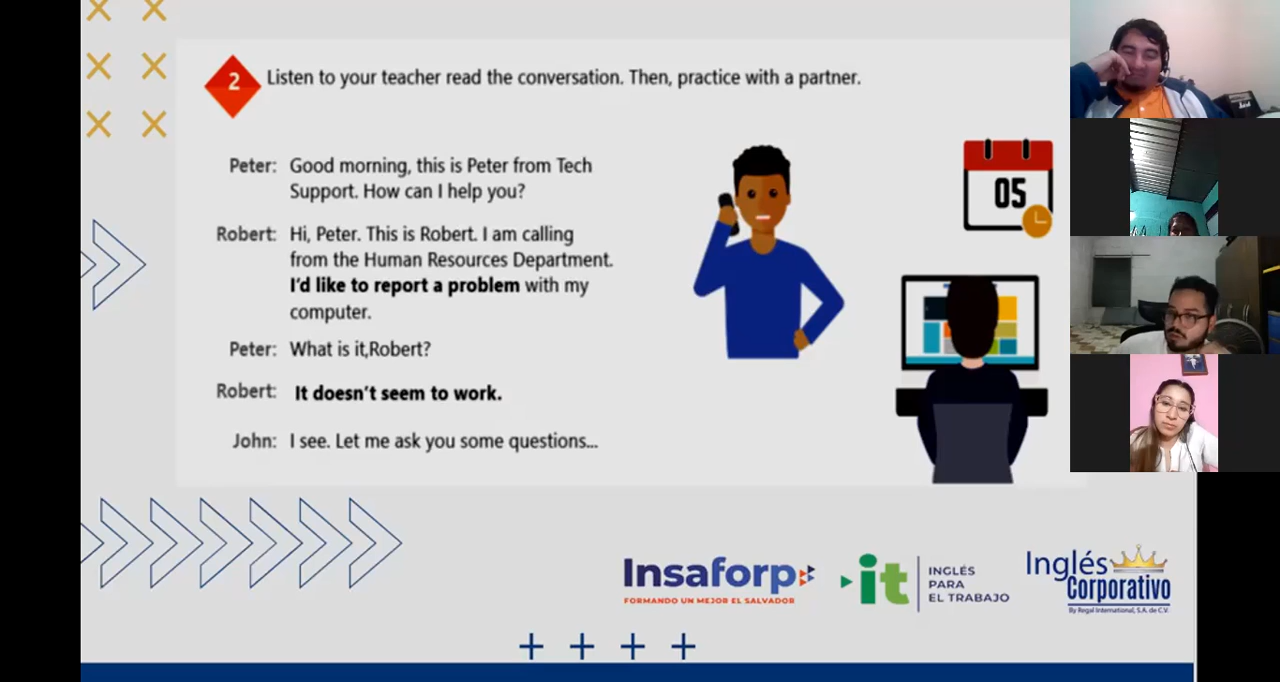 2
Listen to your teacher read the conversation. Then, practice with a partner.
Peter: Good morning, this is Peter from Tech
Support. How can I help you?
Robert: Hi, Peter. This is Robert. I am calling
from the Human Resources Department.
I'd like to report a problem with my
computer.
Peter: What is it,Robert?
Robert: It doesn't seem to work.
John: I see. Let me ask you some questions...
05
Insaforp
FORMANDO UN MEJOR EL SALVADOR
it
INGLÉS
PARA
EL TRABAJO
Inglés
Corporativo
By Regal International, S.A. de C.V.